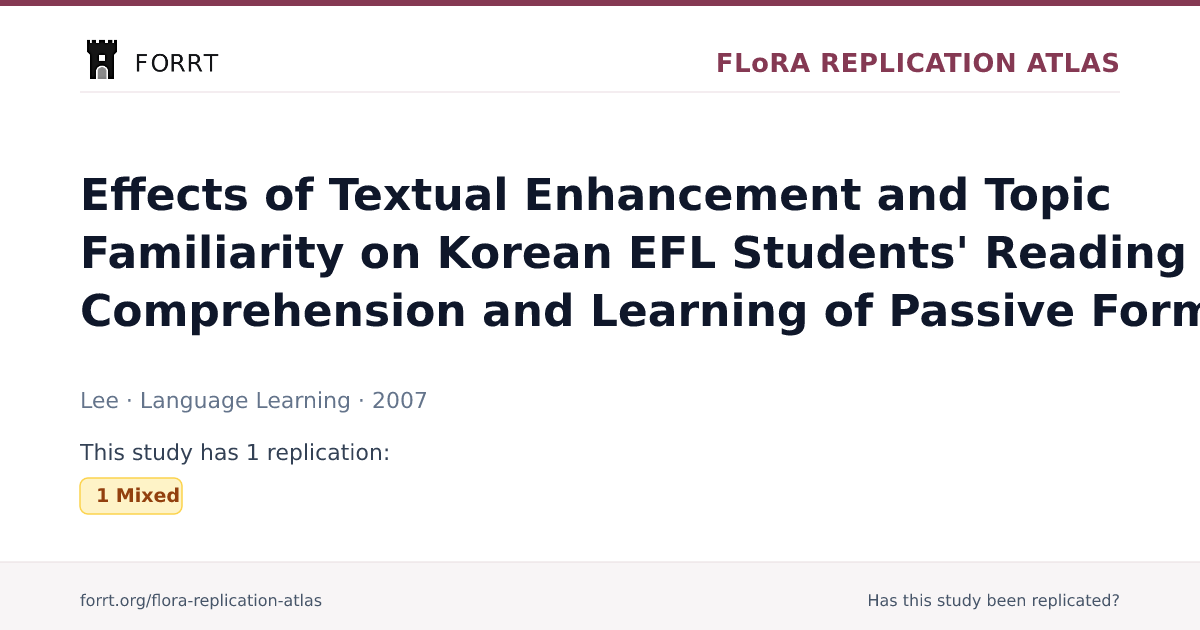 FORRT
FLoRA REPLICATION ATLAS
Effects of Textual Enhancement and Topic
Familiarity on Korean EFL Students' Reading
Comprehension and Learning of Passive Form
Lee · Language Learning · 2007
This study has 1 replication:
1 Mixed
forrt.org/flora-replication-atlas
Has this study been replicated?